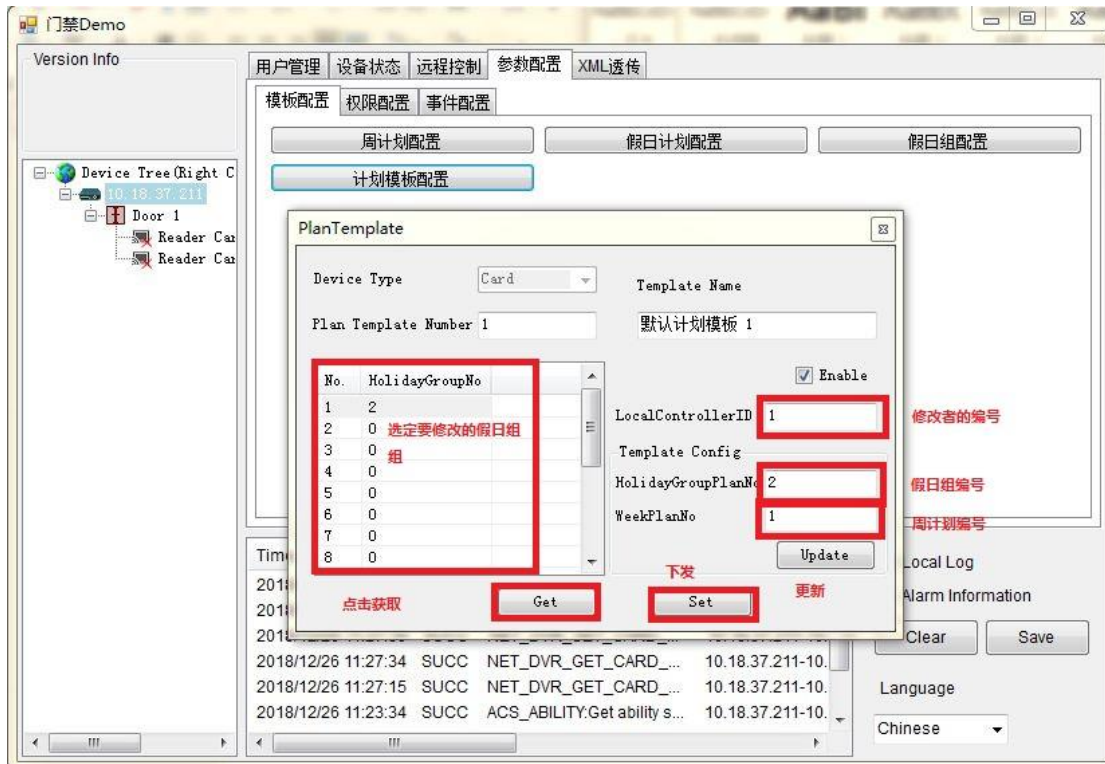 门禁Demo
Version Info
用户管理 设备状态 远程控制 参数配置 XML透传
模板配置 权限配置 事件配置
周计划配置 假日计划配置 假日组配置
计划模板配置
Device Tree(Right C
10.18.37.211
Door 1
Reader Car
Reader Car
PlanTemplate
Device Type Card
Template Name
Plan Template Number 1
默认计划模板 1
Enable
No. HolidayGroupNo
1 2
2 0
3 0
4 0
5 0
6 0
7 0
8 0
选定要修改的假日组
组
LocalControllerID 1
修改者的编号
Template Config
HolidayGroupPlanNo 2
假日组编号
WeekPlanNo 1
周计划编号
Update
下发
更新
点击获取
Get
Set
Tim
2018
2018
2018
2018/12/26 11:27:34 SUCC NET_DVR_GET_CARD_... 10.18.37.211-10.
2018/12/26 11:27:15 SUCC NET_DVR_GET_CARD_... 10.18.37.211-10.
2018/12/26 11:23:34 SUCC ACS_ABILITY:Get ability s... 10.18.37.211-10.
Local Log
Alarm Information
Clear Save
Language
Chinese